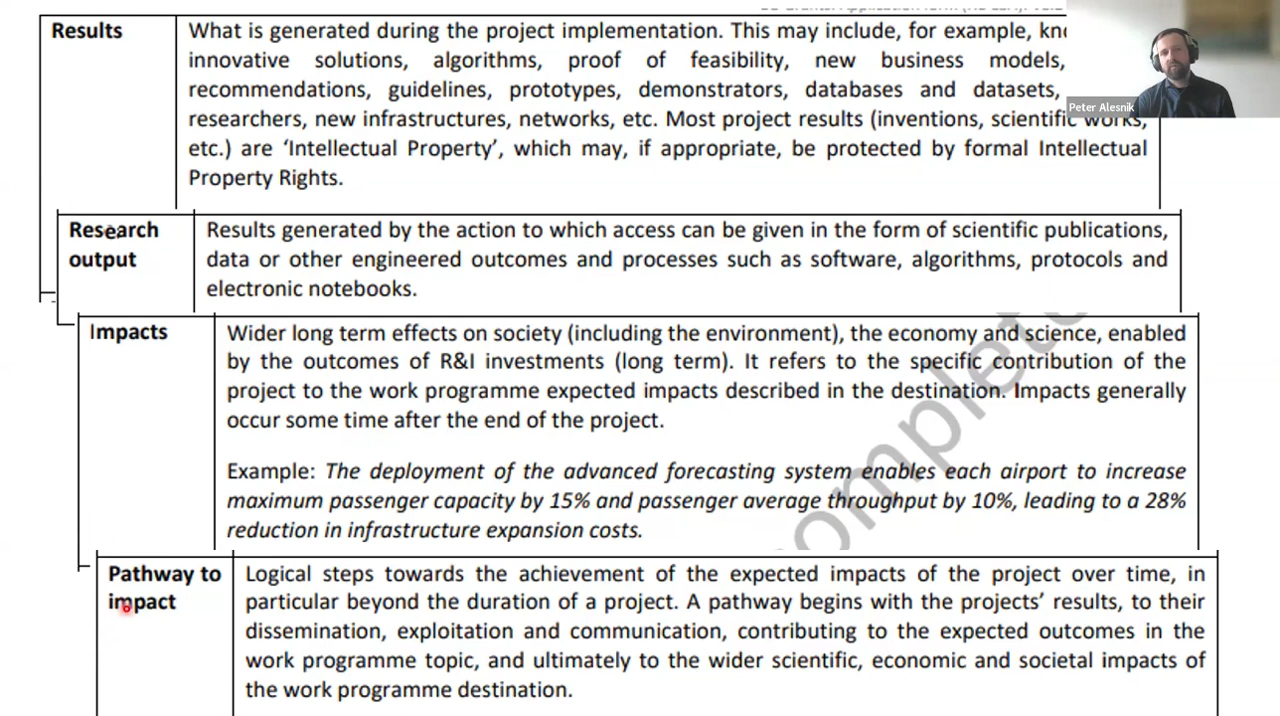 Results
What is generated during the project implementation. This may include, for example,
innovative solutions, algorithms, proof of feasibility, new business models,
recommendations, guidelines, prototypes, demonstrators, databases and datasets,
researchers, new infrastructures, networks, etc. Most project results (inventions, scientific works,
etc.) are ‘Intellectual Property’, which may, if appropriate, be protected by formal Intellectual
Property Rights.
Peter Alesnik
Research
output
Results generated by the action to which access can be given in the form of scientific publications,
data or other engineered outcomes and processes such as software, algorithms, protocols and
electronic notebooks.
Impacts
Wider long term effects on society (including the environment), the economy and science, enabled
by the outcomes of R&I investments (long term). It refers to the specific contribution of the
project to the work programme expected impacts described in the destination. Impacts generally
occur some time after the end of the project.
Example: The deployment of the advanced forecasting system enables each airport to increase
maximum passenger capacity by 15% and passenger average throughput by 10%, leading to a 28%
reduction in infrastructure expansion costs.
Pathway to
impact
Logical steps towards the achievement of the expected impacts of the project over time, in
particular beyond the duration of a project. A pathway begins with the projects’ results, to their
dissemination, exploitation and communication, contributing to the expected outcomes in the
work programme topic, and ultimately to the wider scientific, economic and societal impacts of
the work programme destination.